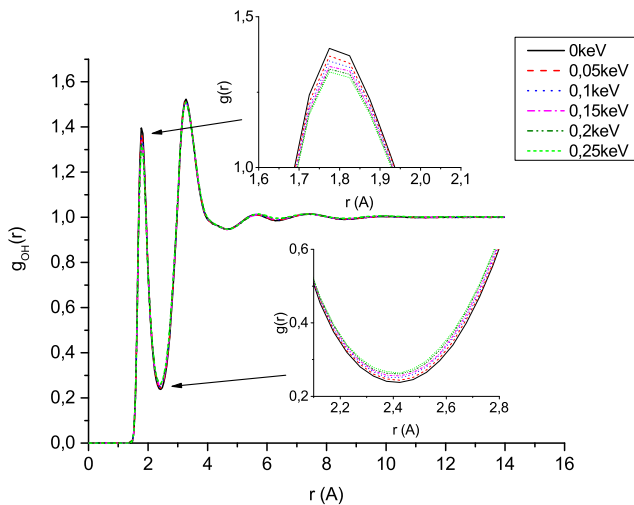 1,5
g(r)
1,0
1,6 1,7 1,8 1,9 2,0 2,1
r (A)
0keV
0,05keV
0,1keV
0,15keV
0,2keV
0,25keV
1,6
1,4
1,2
1,0
0,8
0,6
0,4
0,2
0,0
gOH(r)
0,6
g(r)
0,4
0,2
2,2 2,4 2,6 2,8
r (A)
0 2 4 6 8 10 12 14 16
r (A)